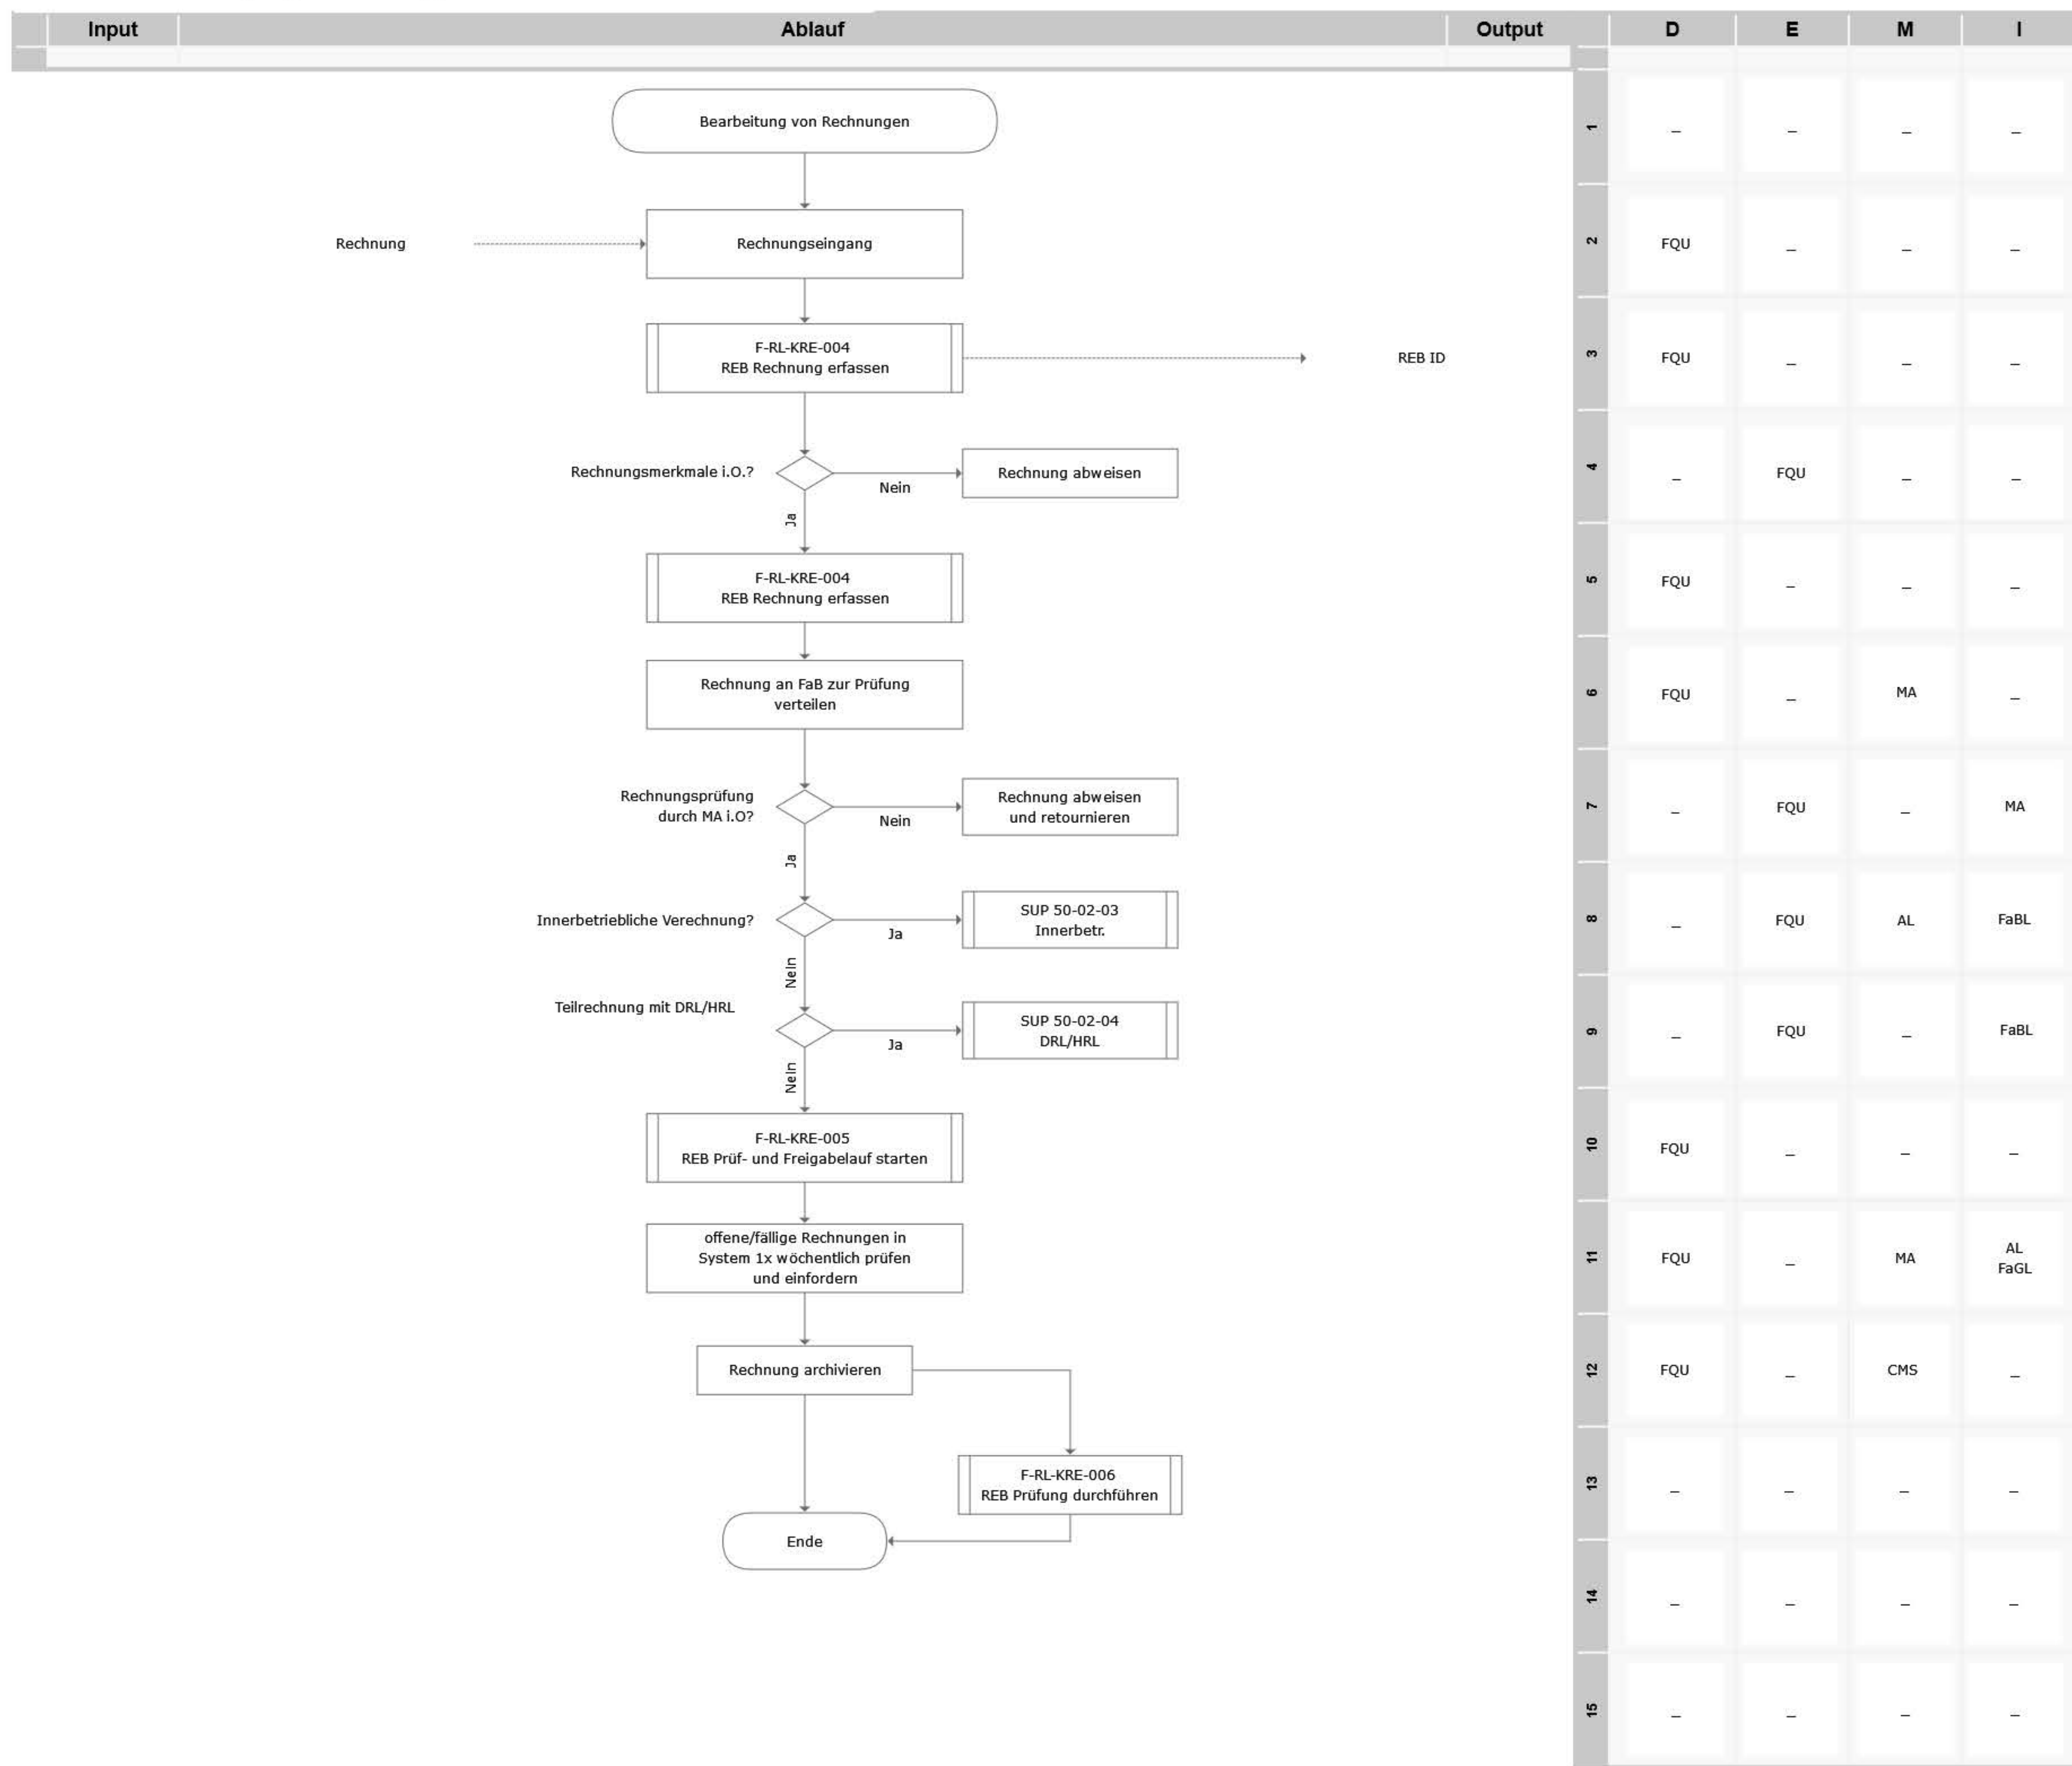 Input Ablauf Output D E M I
Bearbeitung von Rechnungen
1 _ _ _ _
Rechnung Rechnungseingang
2 FQU _ _ _
F-RL-KRE-004
REB Rechnung erfassen
REB ID
3 FQU _ _ _
Rechnungsmerkmale i.O.?
Nein
Rechnung abweisen
Ja
4 _ FQU _ _
F-RL-KRE-004
REB Rechnung erfassen
5 FQU _ _ _
Rechnung an FaB zur Prüfung
verteilen
6 FQU _ MA _
Rechnungsprüfung
durch MA i.O?
Nein
Rechnung abweisen
und retournieren
Ja
7 _ FQU _ MA
Innerbetriebliche Verechnung?
Ja
SUP 50-02-03
Innerbetr.
Nein
8 _ FQU AL FaBL
Teilrechnung mit DRL/HRL
Ja
SUP 50-02-04
DRL/HRL
Nein
9 _ FQU _ FaBL
F-RL-KRE-005
REB Prüf- und Freigabelauf starten
10 FQU _ _ _
offene/fällige Rechnungen in
System 1x wöchentlich prüfen
und einfordern
11 FQU _ MA AL
FaGL
Rechnung archivieren
12 FQU _ CMS _
F-RL-KRE-006
REB Prüfung durchführen
13 _ _ _ _
Ende
14 _ _ _ _
15 _ _ _ _